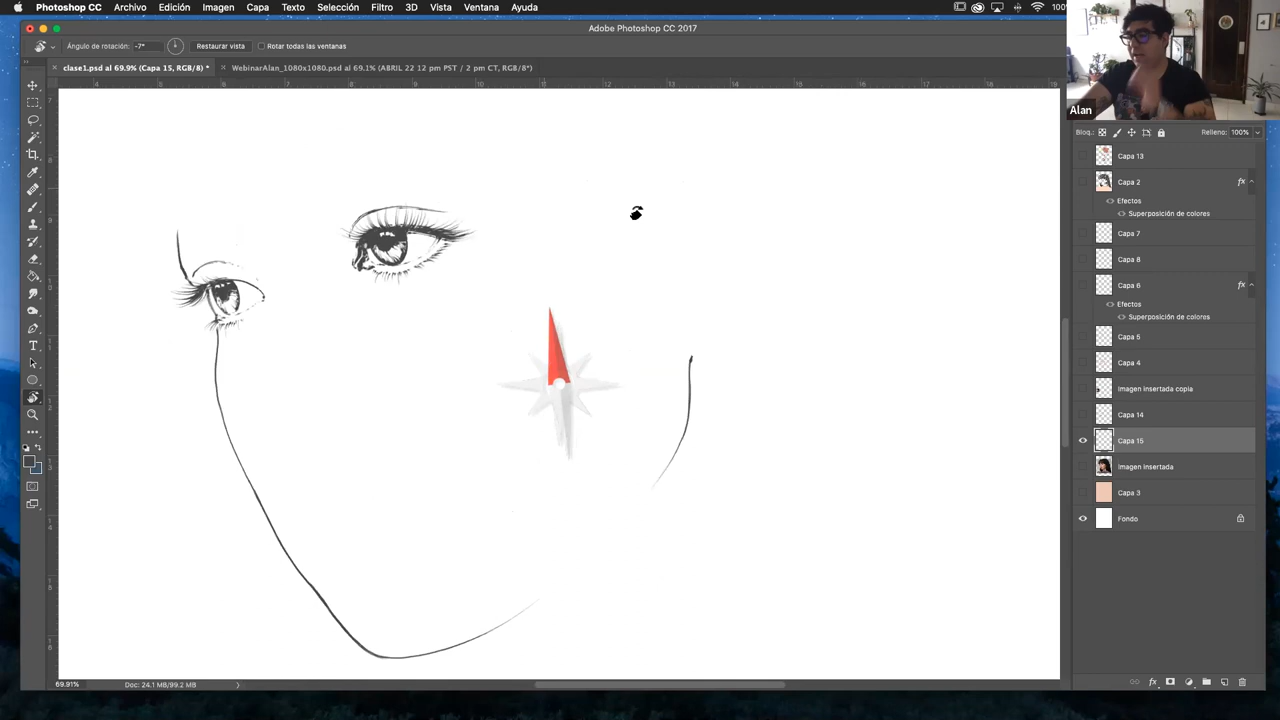 Photoshop CC Archivo Edición Imagen Capa Texto Selección Filtro 3D Vista Ventana Ayuda
Adobe Photoshop CC 2017
Ángulo de rotación: -7° Restaurar vista Rotar todas las ventanas
clase1.psd al 69.9% (Capa 15, RGB/8) *
WebinarAlan_1080x1080.psd al 69.1% (ABRIL 22 12 pm PST / 2 pm CT, RGB/8*)
Alan
Bloq.: Relleno: 100%
Capa 13
Capa 2 fx
Efectos
Superposición de colores
Capa 7
Capa 8
Capa 6 fx
Efectos
Superposición de colores
Capa 5
Capa 4
Imagen insertada copia
Capa 14
Capa 15
Imagen insertada
Capa 3
Fondo
69.91% Doc: 24.1 MB/99.2 MB